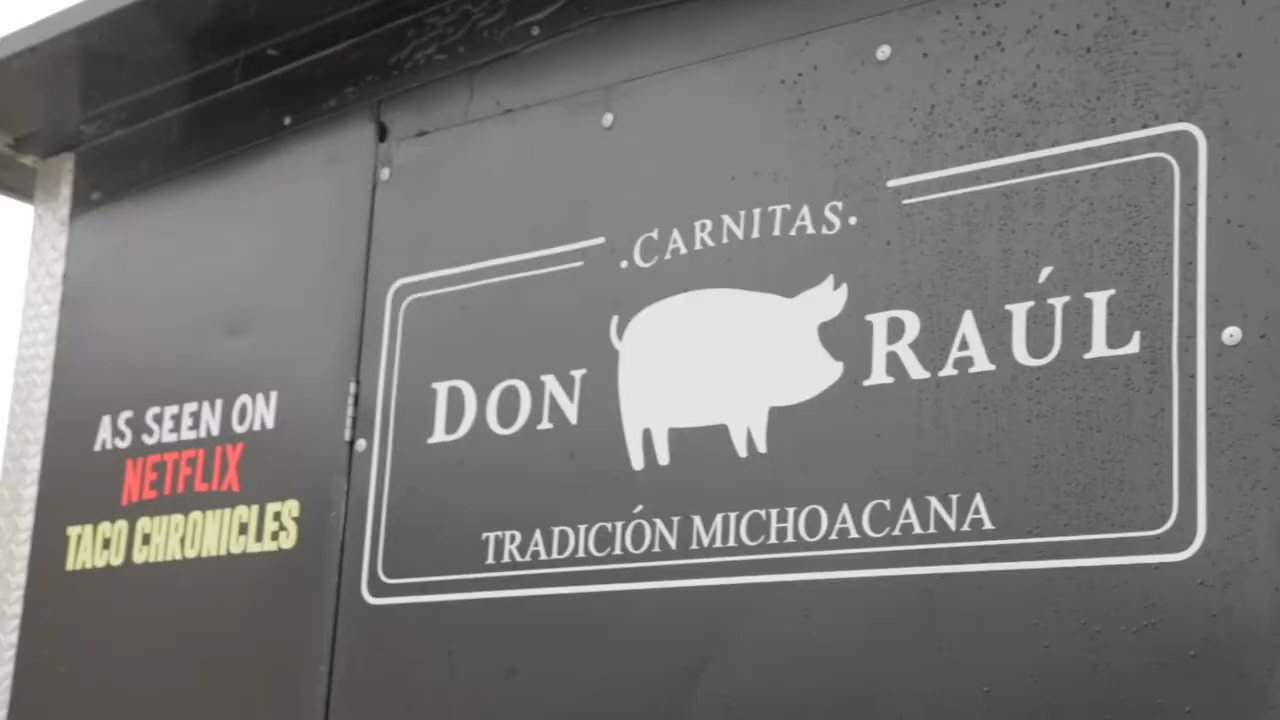 AS SEEN ON
NETFLIX
TACO CHRONICLES
.CARNITAS.
DON RAÚL
TRADICIÓN MICHOACANA